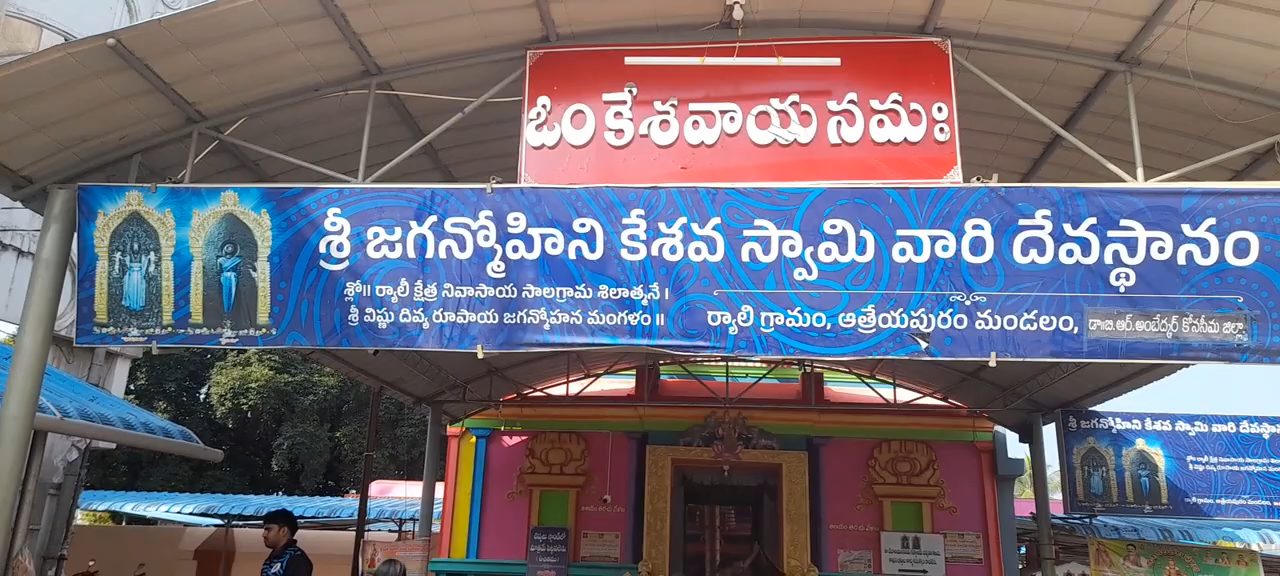 ఓం కేశవాయ నమః
శ్రీ జగన్మోహిని కేశవ స్వామి వారి దేవస్థానం
శ్లో॥ ర్యాలీ క్షేత్ర నివాసాయ సాలగ్రామ శిలాత్మనే ।
శ్రీ విష్ణు దివ్య రూపాయ జగన్మోహన మంగళం ॥
ర్యాలి గ్రామం, ఆత్రేయపురం మండలం, డా॥బి.ఆర్.అంబేద్కర్ కోనసీమ జిల్లా
శ్రీ జగన్మోహిని కేశవ స్వామి వారి దేవస్థా